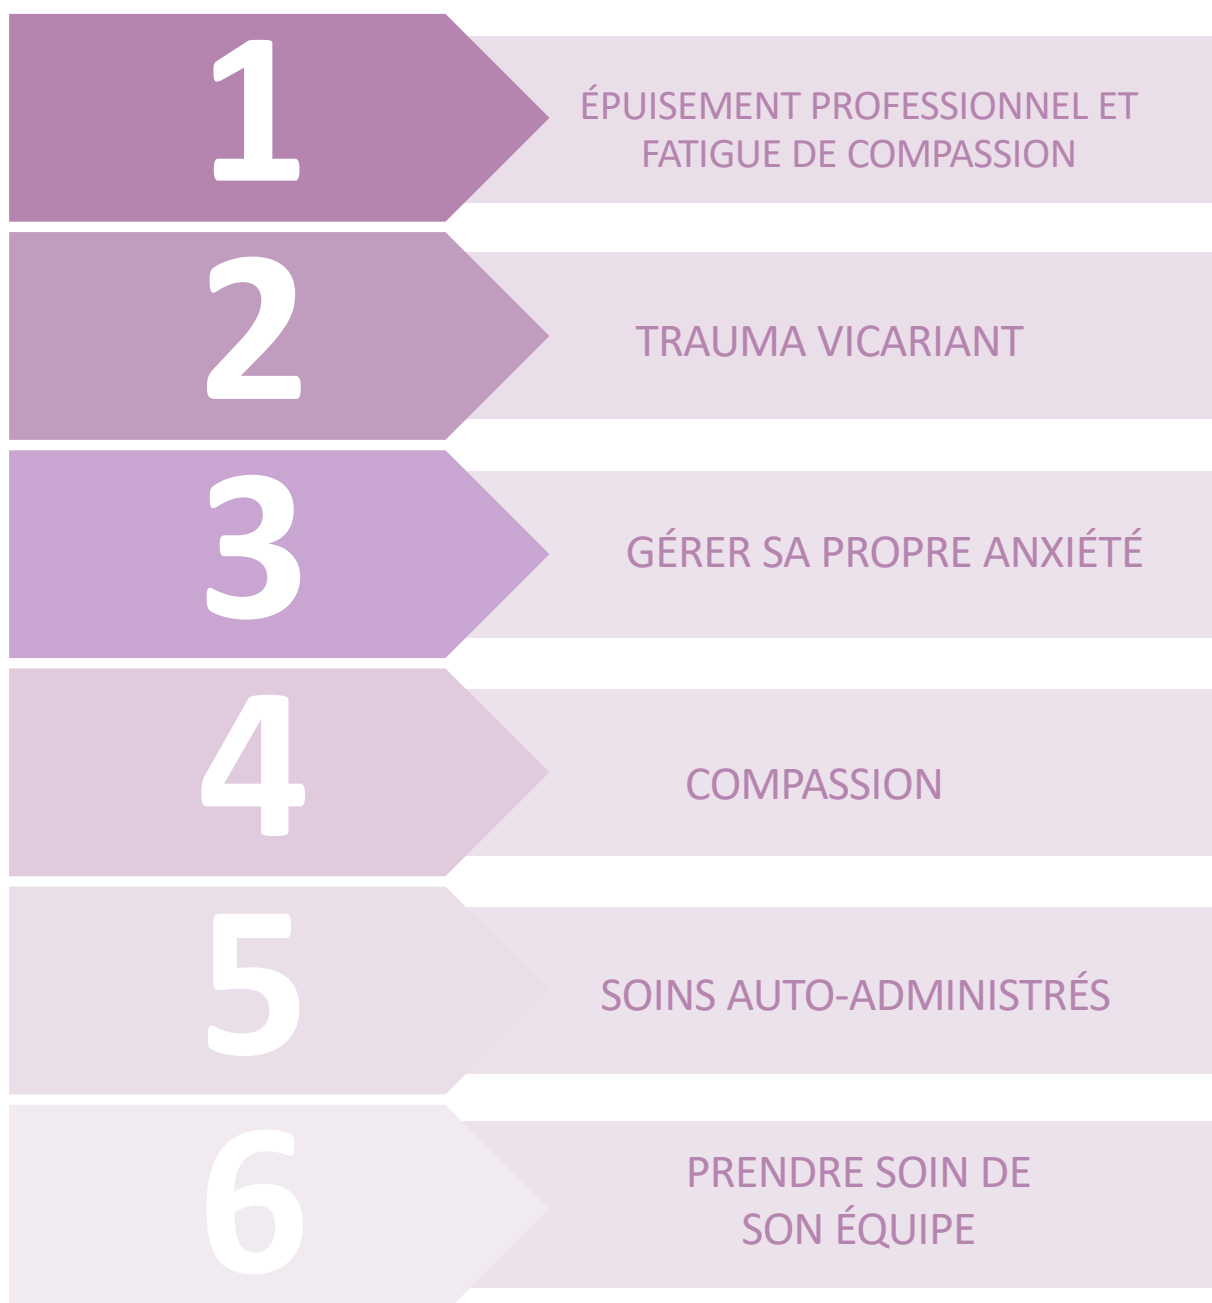 1
ÉPUISEMENT PROFESSIONNEL ET
FATIGUE DE COMPASSION
2
TRAUMA VICARIANT
3
GÉRER SA PROPRE ANXIÉTÉ
4
COMPASSION
5
SOINS AUTO-ADMINISTRÉS
6
PRENDRE SOIN DE
SON ÉQUIPE